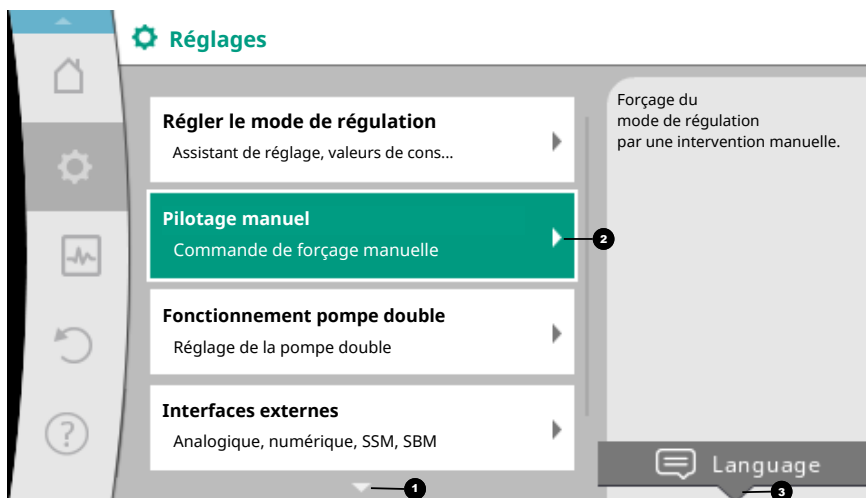 Réglages
Régler le mode de régulation
Assistant de réglage, valeurs de cons...
Pilotage manuel
Commande de forçage manuelle
2
Fonctionnement pompe double
Réglage de la pompe double
Interfaces externes
Analogique, numérique, SSM, SBM
1
Forçage du
mode de régulation
par une intervention manuelle.
?
Language
3